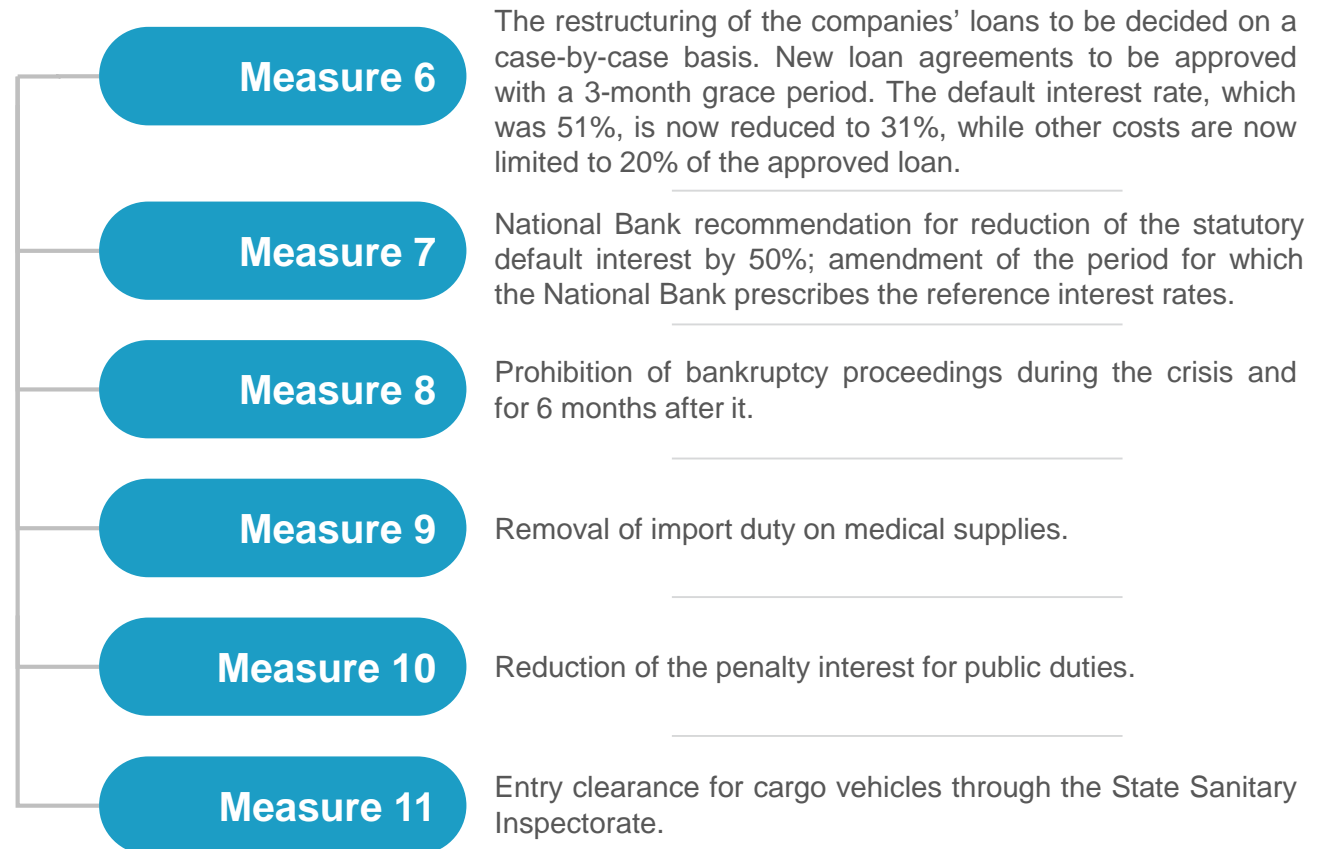 Measure 6
The restructuring of the companies’ loans to be decided on a
case-by-case basis. New loan agreements to be approved
with a 3-month grace period. The default interest rate, which
was 51%, is now reduced to 31%, while other costs are now
limited to 20% of the approved loan.
Measure 7
National Bank recommendation for reduction of the statutory
default interest by 50%; amendment of the period for which
the National Bank prescribes the reference interest rates.
Measure 8
Prohibition of bankruptcy proceedings during the crisis and
for 6 months after it.
Measure 9
Removal of import duty on medical supplies.
Measure 10
Reduction of the penalty interest for public duties.
Measure 11
Entry clearance for cargo vehicles through the State Sanitary
Inspectorate.